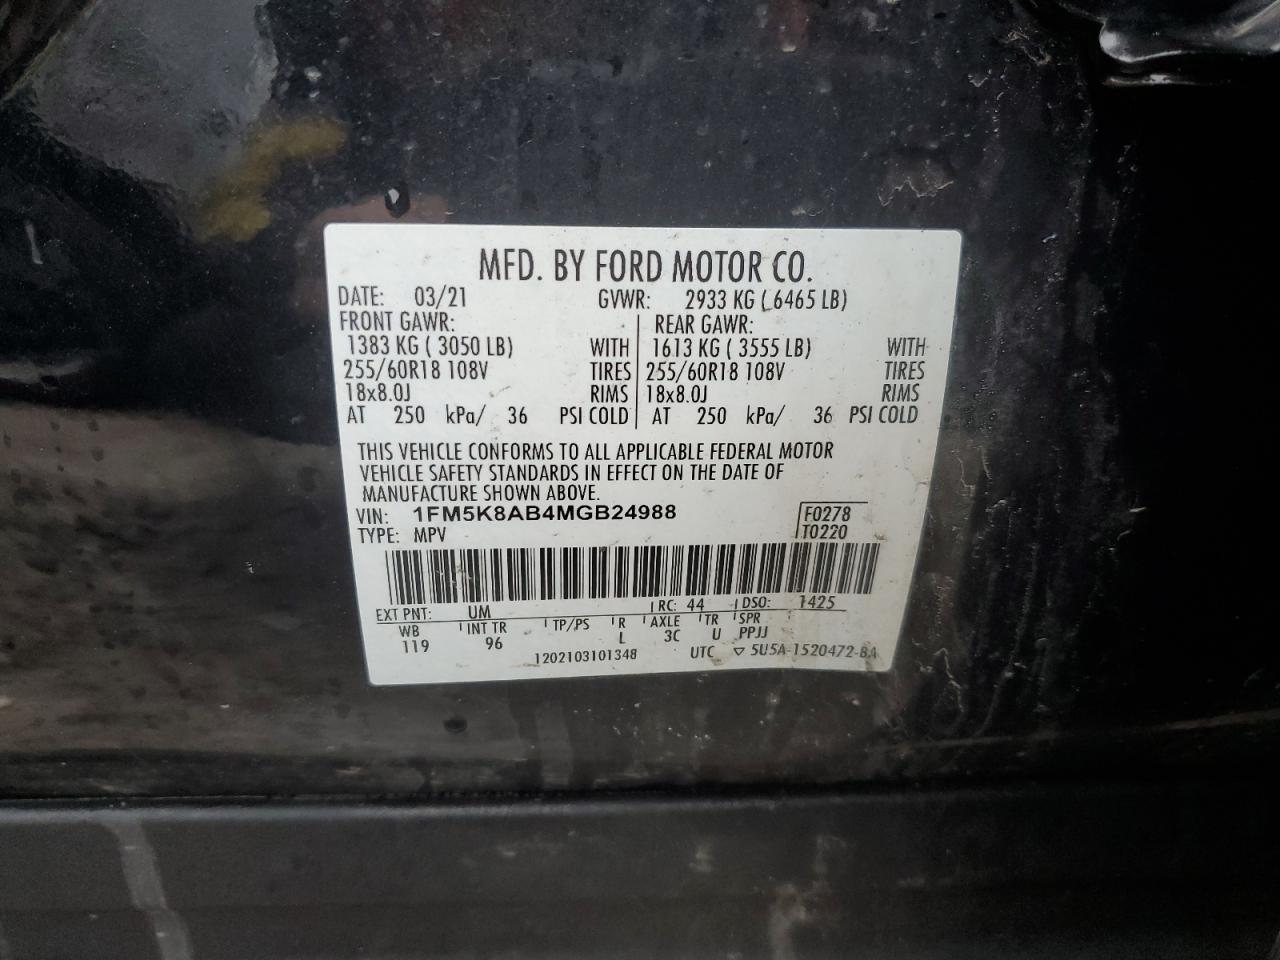 MFD. BY FORD MOTOR CO.
DATE: 03/21 GVWR: 2933 KG ( 6465 LB)
FRONT GAWR: REAR GAWR:
1383 KG ( 3050 LB) WITH 1613 KG ( 3555 LB) WITH
255/60R18 108V TIRES 255/60R18 108V TIRES
18x8.0J RIMS 18x8.0J RIMS
AT 250 kPa/ 36 PSI COLD AT 250 kPa/ 36 PSI COLD
THIS VEHICLE CONFORMS TO ALL APPLICABLE FEDERAL MOTOR
VEHICLE SAFETY STANDARDS IN EFFECT ON THE DATE OF
MANUFACTURE SHOWN ABOVE.
VIN: 1FM5K8AB4MGB24988 F0278
TYPE: MPV T0220
EXT PNT: UM RC: 44 DSO: 1425
WB INT TR TP/PS R AXLE TR SPR
119 96 L 3C U PPJJ
1202103101348 UTC ▽ 5U5A-1520472-BA